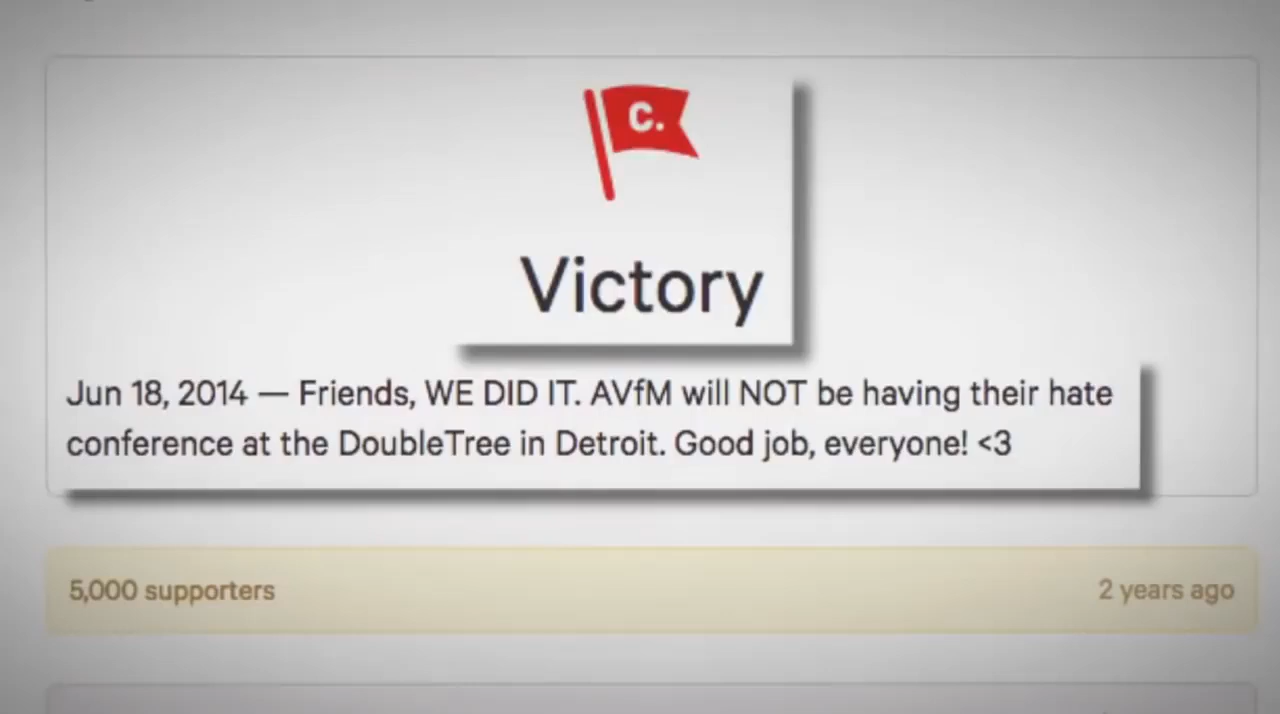 C.
Victory
Jun 18, 2014 — Friends, WE DID IT. AVfM will NOT be having their hate
conference at the DoubleTree in Detroit. Good job, everyone! <3
5,000 supporters
2 years ago